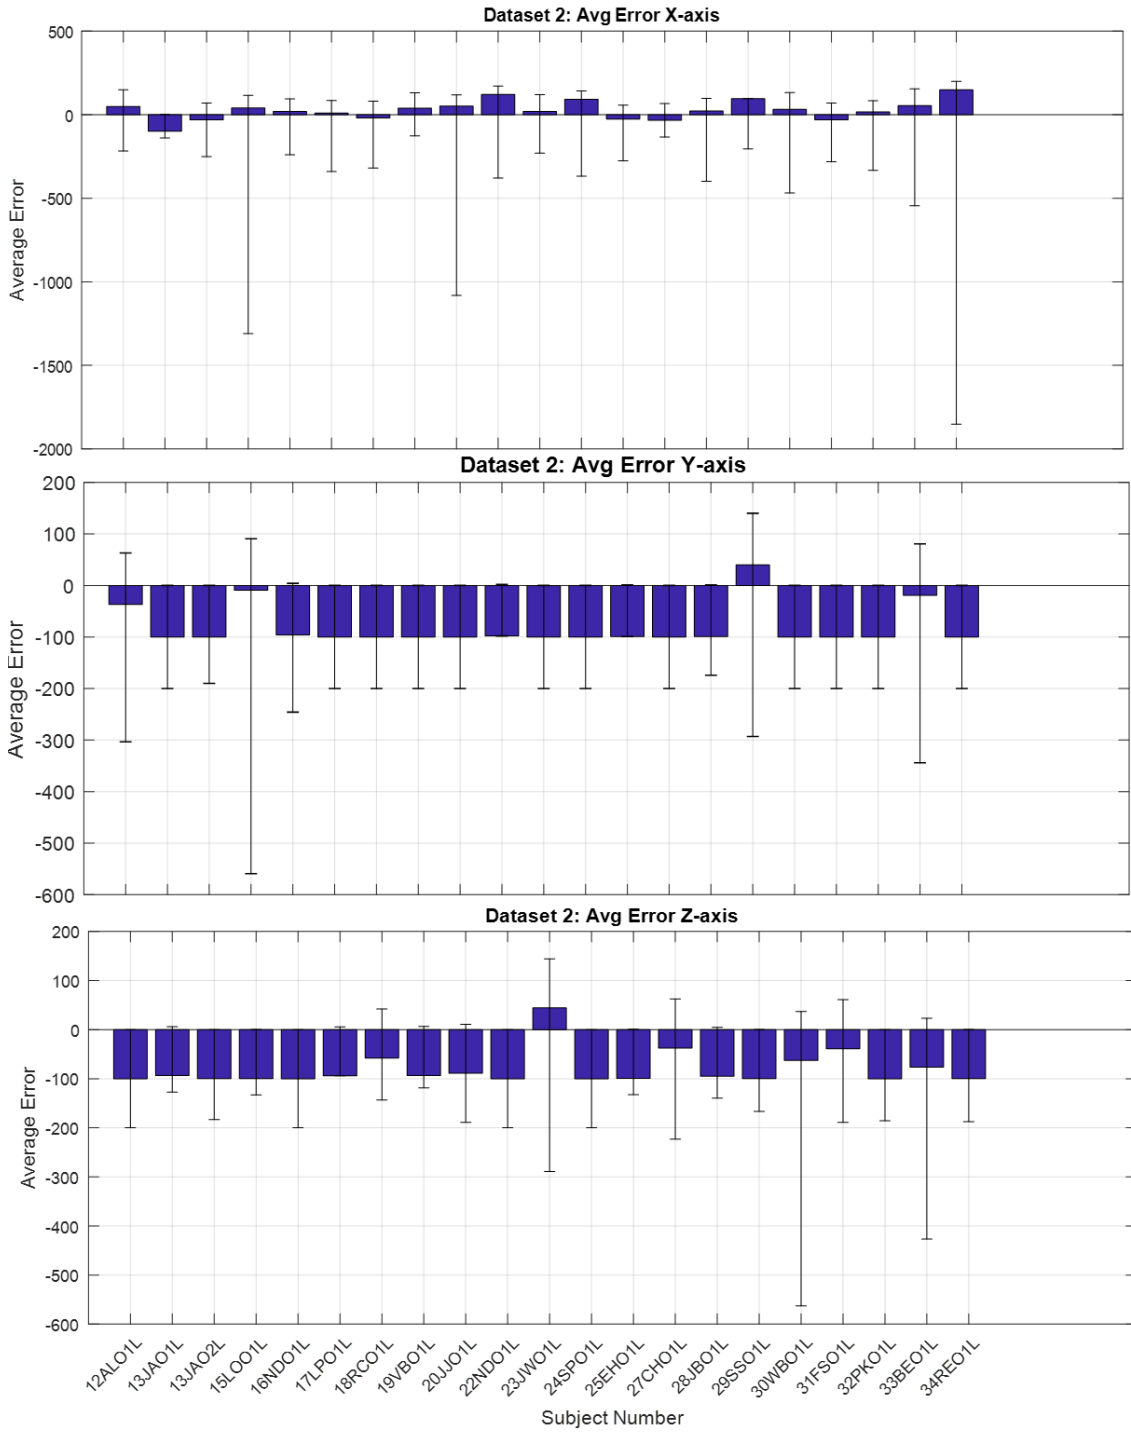 Dataset 2: Avg Error X-axis
500
0
-500
-1000
-1500
-2000
Average Error
Dataset 2: Avg Error Y-axis
200
100
0
-100
-200
-300
-400
-500
-600
Average Error
Dataset 2: Avg Error Z-axis
200
100
0
-100
-200
-300
-400
-500
-600
Average Error
12ALO1L
13JAO1L
13JAO2L
15LOO1L
16NDO1L
17LPO1L
18RCO1L
19VBO1L
20JJO1L
22NDO1L
23JWO1L
24SPO1L
25EHO1L
27CHO1L
28JBO1L
29SSO1L
30WBO1L
31FSO1L
32PKO1L
33BEO1L
34REO1L
Subject Number